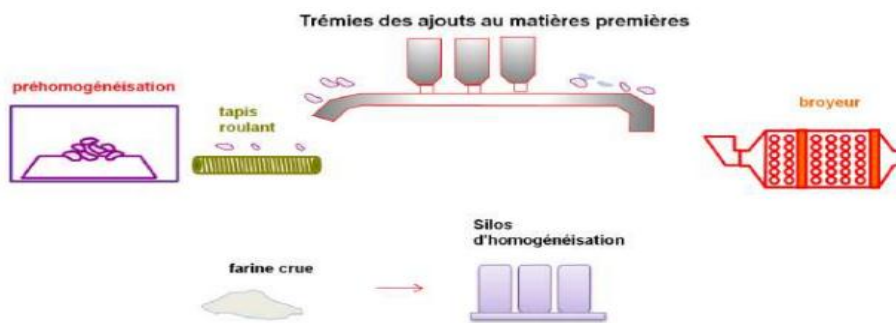 Trémies des ajouts au matières premières
préhomogénéisation
tapis
roulant
broyeur
Silos
d'homogénéisation
farine crue